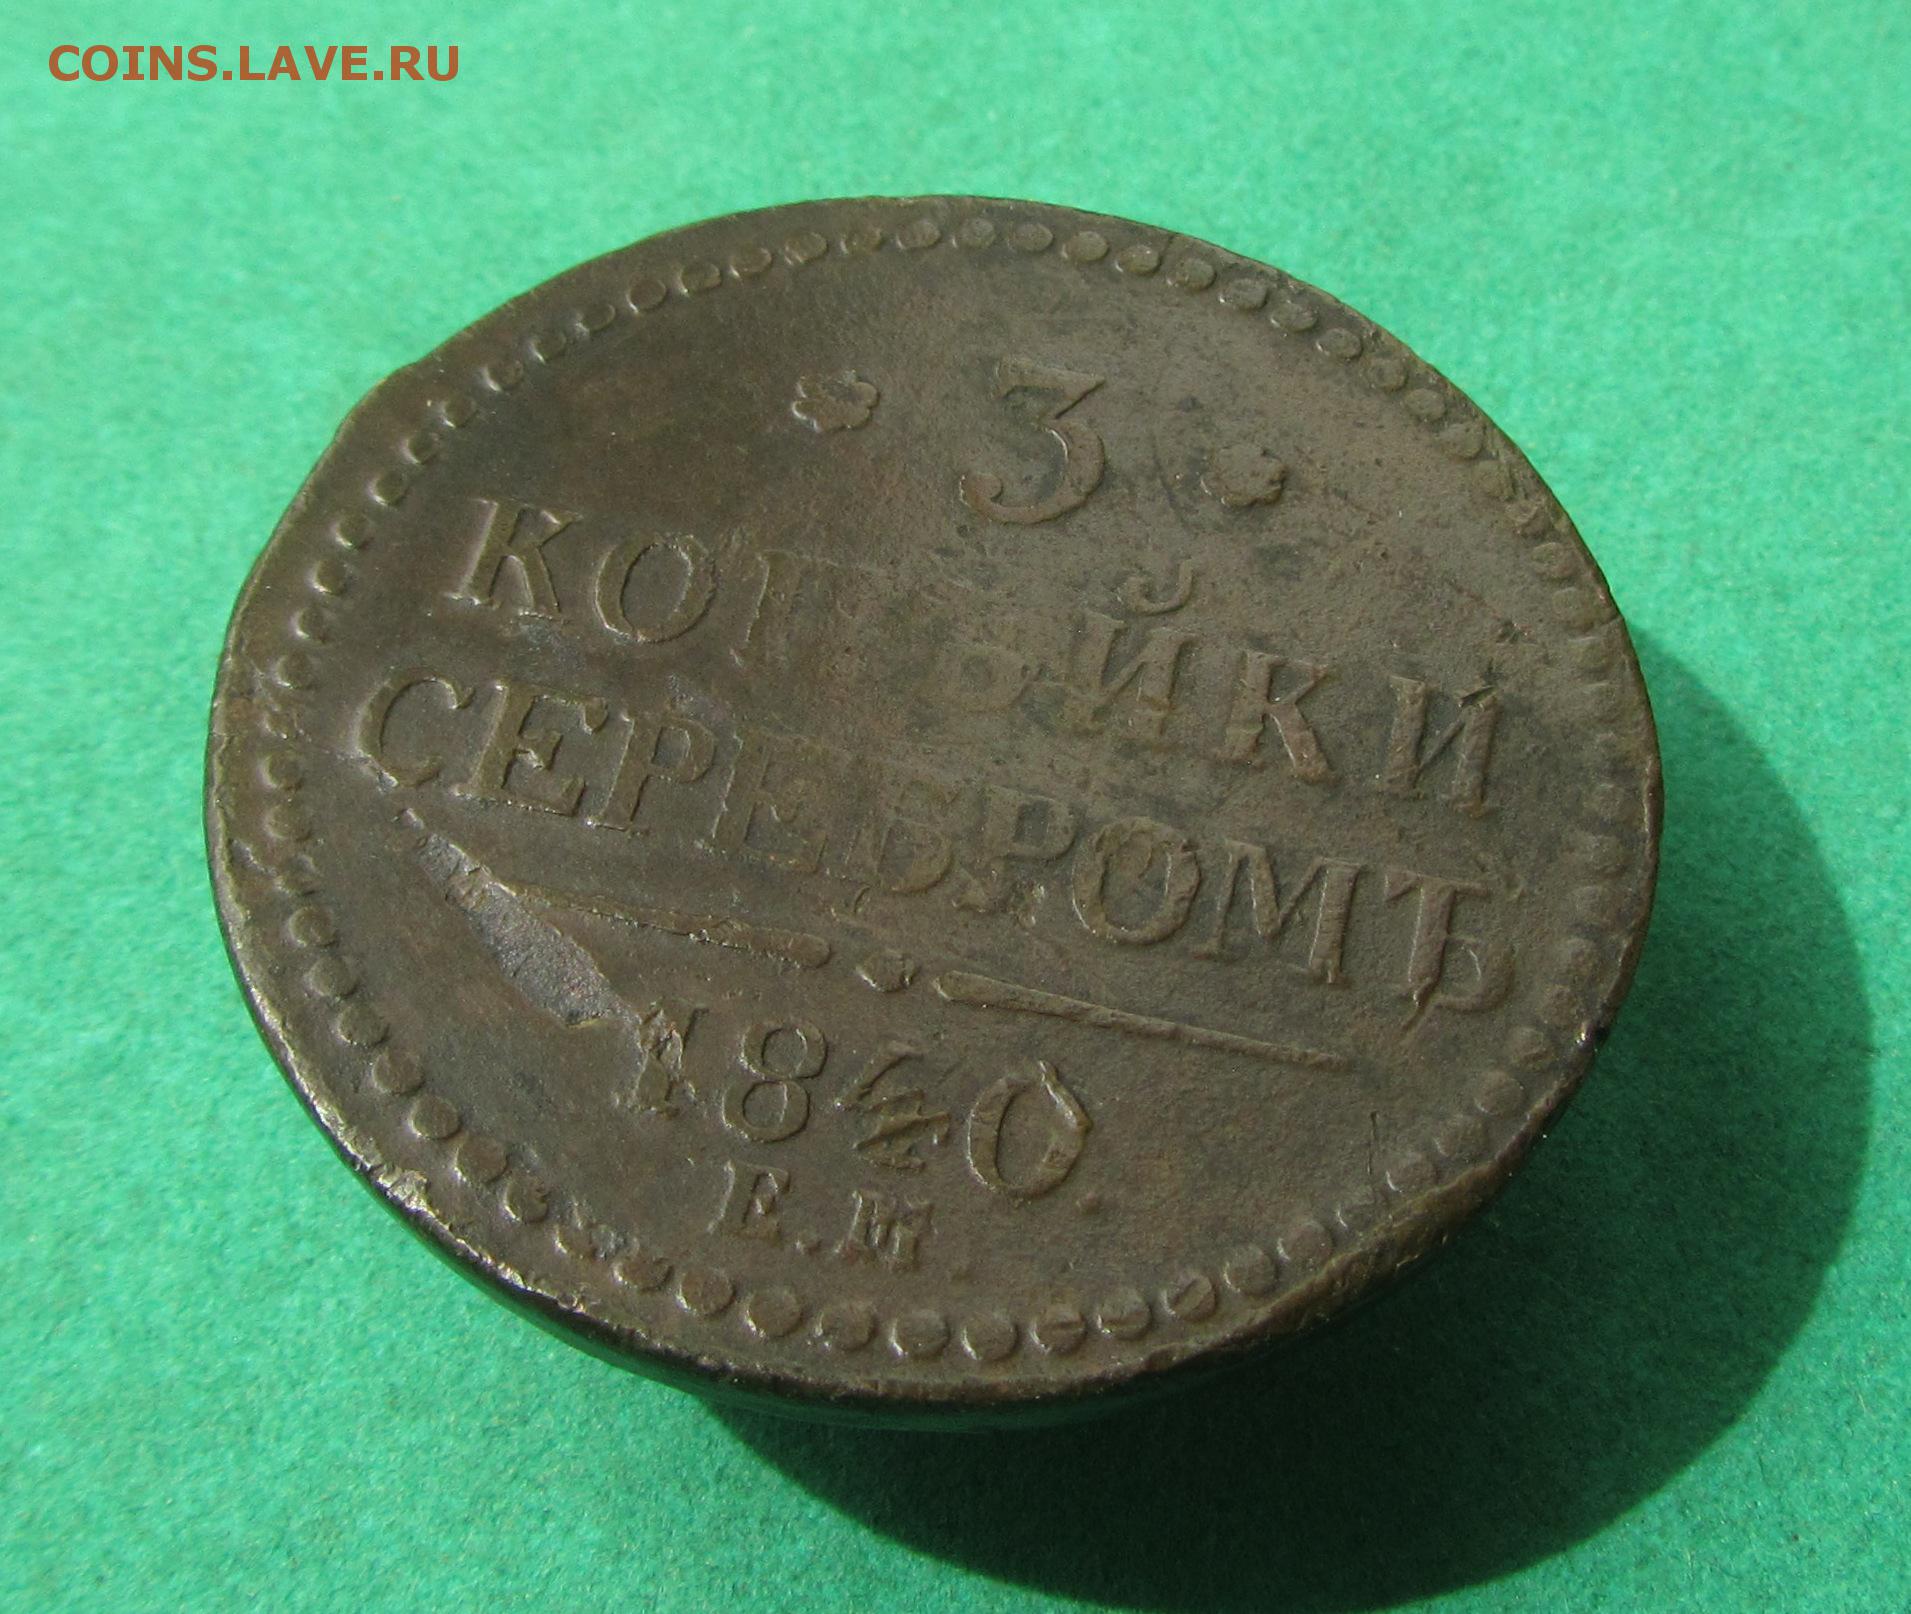 COINS.LAVE.RU
* 3 *
КОПѢЙКИ
СЕРЕБРОМЪ
1840.
Е.М